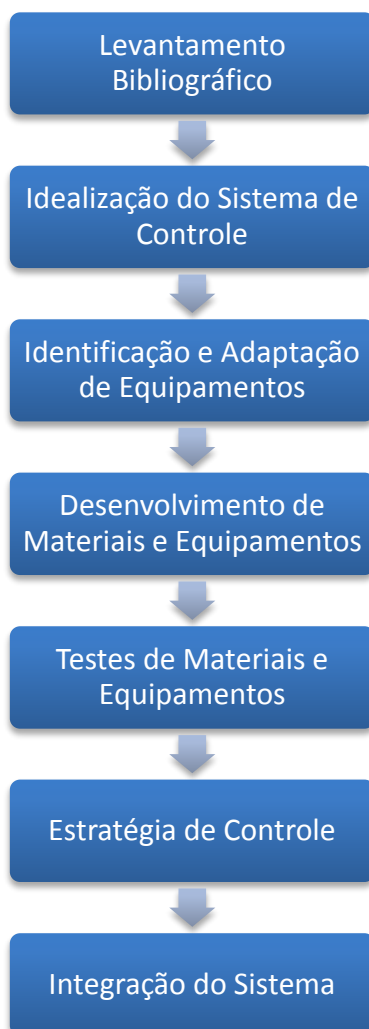 Levantamento
Bibliográfico
Idealização do Sistema de
Controle
Identificação e Adaptação
de Equipamentos
Desenvolvimento de
Materiais e Equipamentos
Testes de Materiais e
Equipamentos
Estratégia de Controle
Integração do Sistema